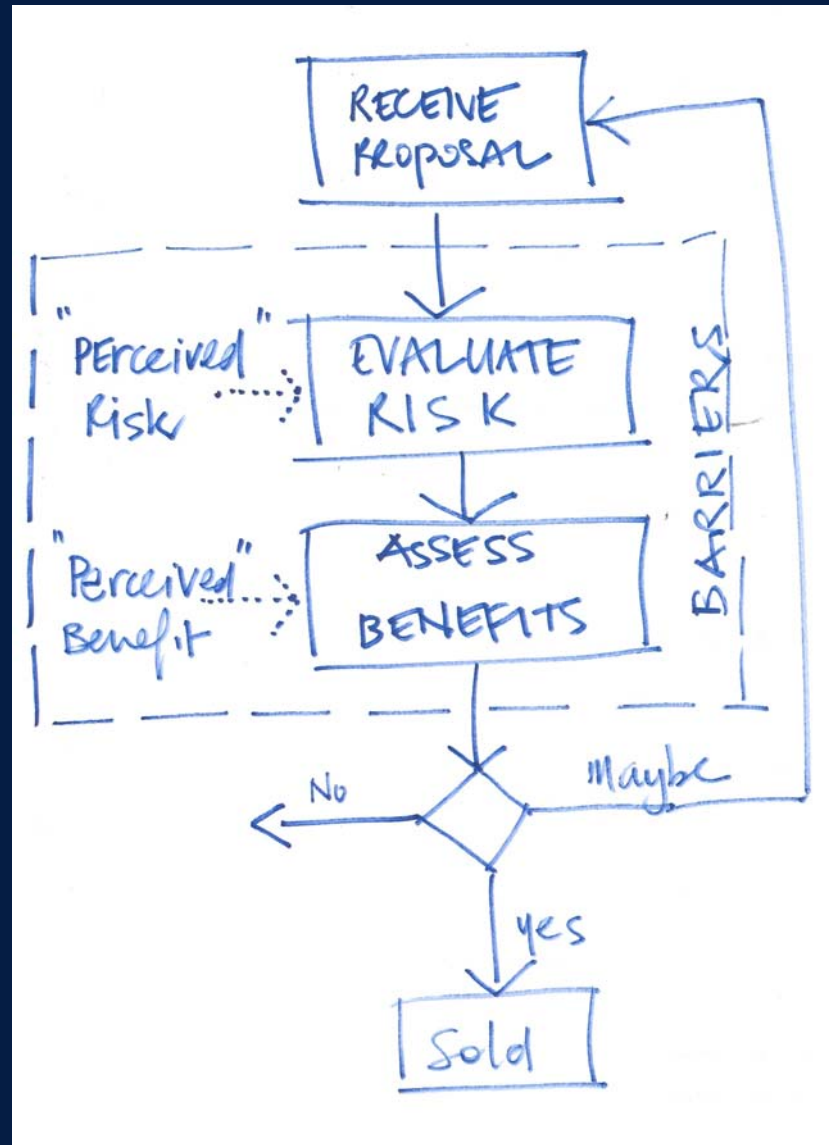 RECEIVE
PROPOSAL
"Perceived"
Risk
EVALUATE
RISK
BARRIERS
"Perceived"
Benefit
ASSESS
BENEFITS
No
Maybe
yes
Sold